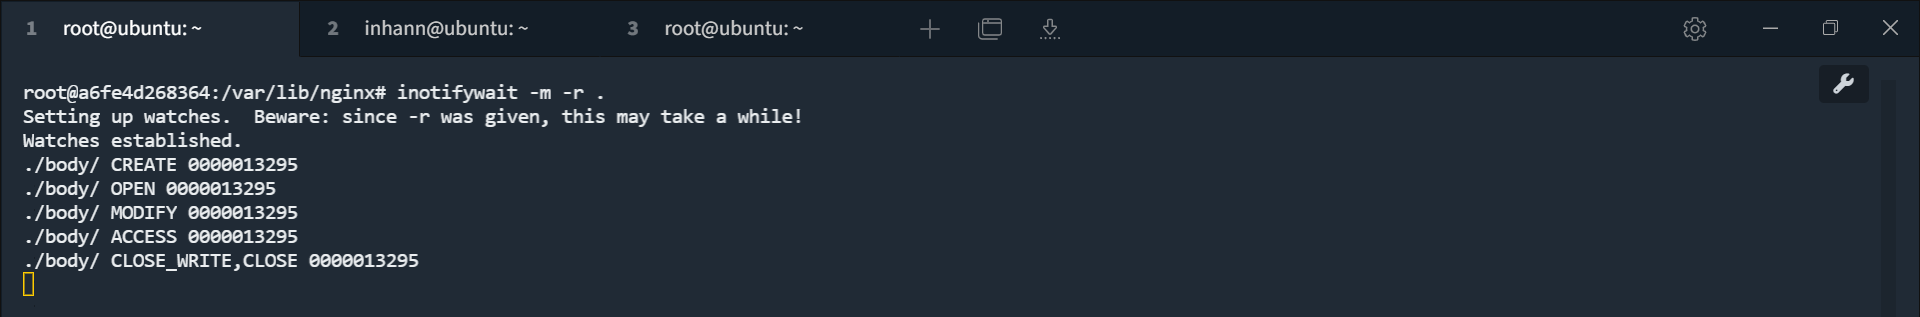 1 root@ubuntu: ~ 2 inhann@ubuntu: ~ 3 root@ubuntu: ~
root@a6fe4d268364:/var/lib/nginx# inotifywait -m -r .
Setting up watches.  Beware: since -r was given, this may take a while!
Watches established.
./body/ CREATE 0000013295
./body/ OPEN 0000013295
./body/ MODIFY 0000013295
./body/ ACCESS 0000013295
./body/ CLOSE_WRITE,CLOSE 0000013295